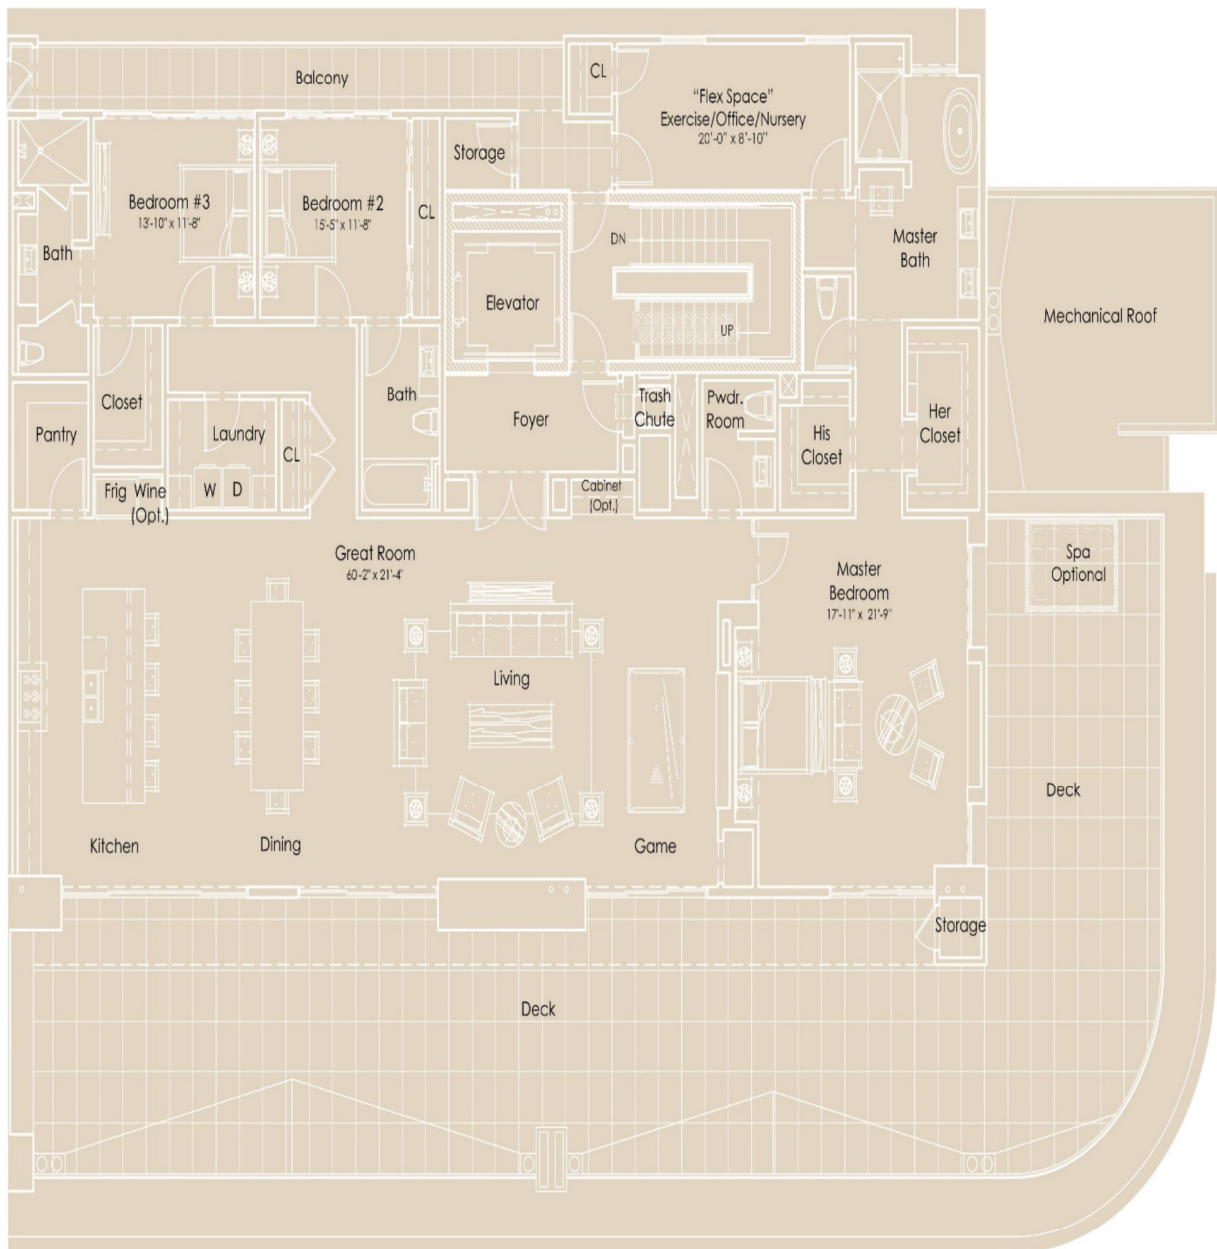 Balcony
CL
“Flex Space”
Exercise/Office/Nursery
20'-0" x 8'-10"
Storage
Bedroom #3
13'-10" x 11'-8"
Bedroom #2
15'-5" x 11'-8"
CL
Bath
DN
Master
Bath
Elevator
UP
Mechanical Roof
Closet
Bath
Foyer
Trash
Chute
Pwdr.
Room
His
Closet
Her
Closet
Pantry
Laundry
CL
Frig Wine
(Opt.)
W D
Cabinet
(Opt.)
Great Room
60-2" x 21'-4'
Master
Bedroom
17'-11" x 21'-9"
Spa
Optional
Living
Deck
Kitchen
Dining
Game
Storage
Deck